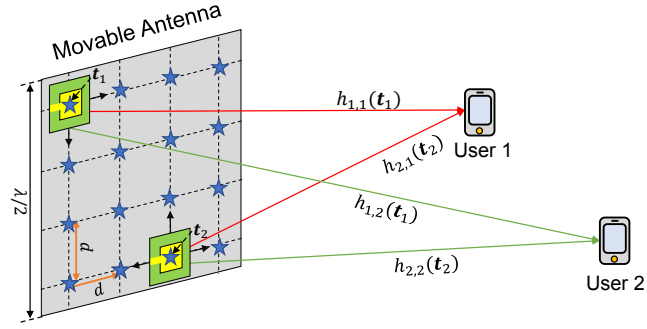 Movable Antenna
t₁
h₁,₁(t₁)
User 1
h₂,₁(t₂)
λ/2
h₁,₂(t₁)
d
t₂
h₂,₂(t₂)
d
User 2